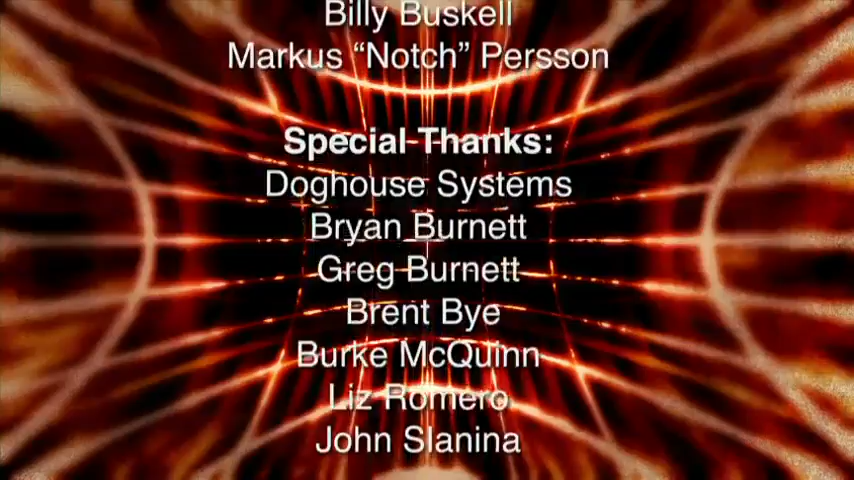 Billy Buskell
Markus “Notch” Persson
Special Thanks:
Doghouse Systems
Bryan Burnett
Greg Burnett
Brent Bye
Burke McQuinn
Liz Romero
John Slanina